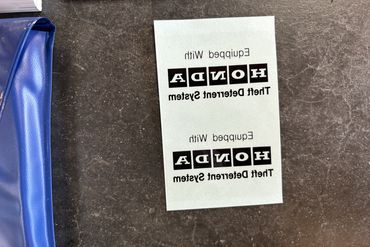 Equipped With
HONDA
Theft Deterrent System
Equipped With
HONDA
Theft Deterrent System